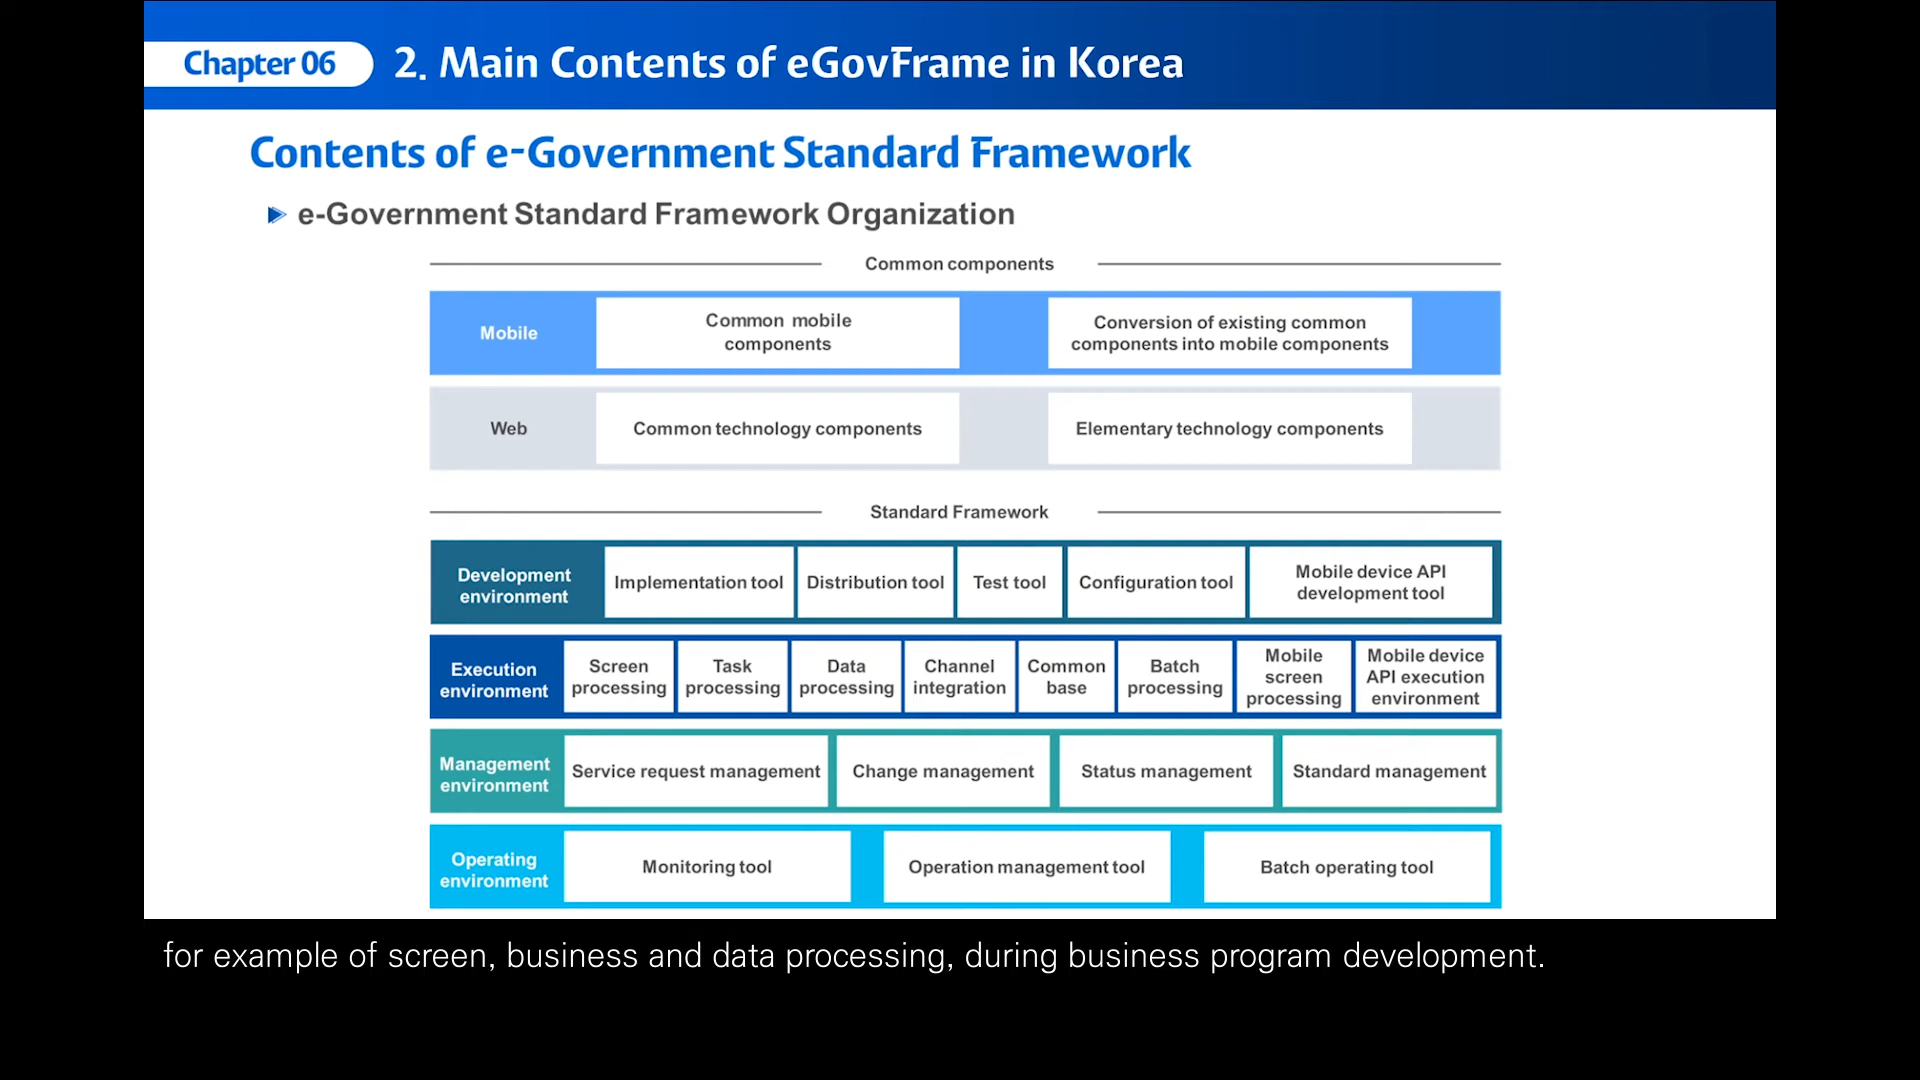 Chapter 06
2. Main Contents of eGovFrame in Korea
Contents of e-Government Standard Framework
e-Government Standard Framework Organization
Common components
Mobile
Common mobile
components
Conversion of existing common
components into mobile components
Web
Common technology components
Elementary technology components
Standard Framework
Development
environment
Implementation tool
Distribution tool
Test tool
Configuration tool
Mobile device API
development tool
Execution
environment
Screen
processing
Task
processing
Data
processing
Channel
integration
Common
base
Batch
processing
Mobile
screen
processing
Mobile device
API execution
environment
Management
environment
Service request management
Change management
Status management
Standard management
Operating
environment
Monitoring tool
Operation management tool
Batch operating tool
for example of screen, business and data processing, during business program development.